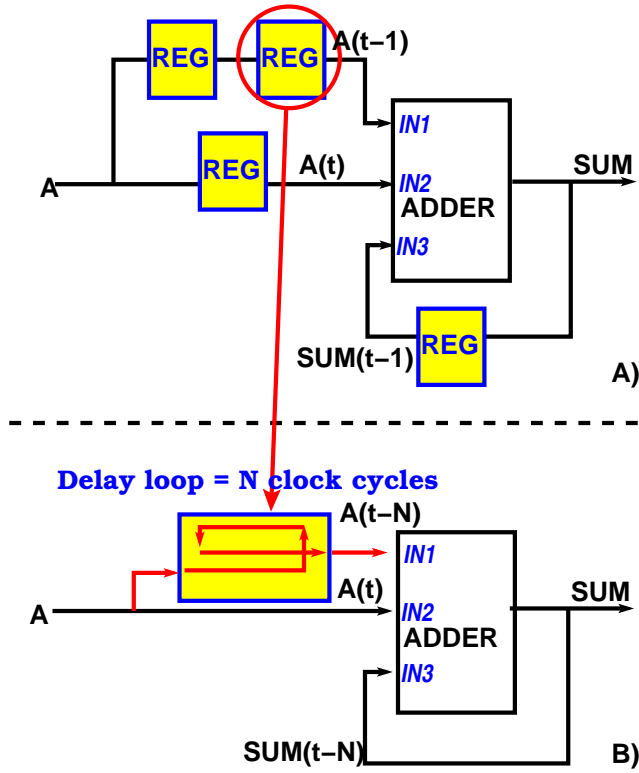 A(t−1)
REG
REG
IN1
REG
A(t)
SUM
A
IN2
ADDER
IN3
SUM(t−1)
REG
A)
Delay loop = N clock cycles
A(t−N)
IN1
A(t)
SUM
A
IN2
ADDER
IN3
SUM(t−N)
B)